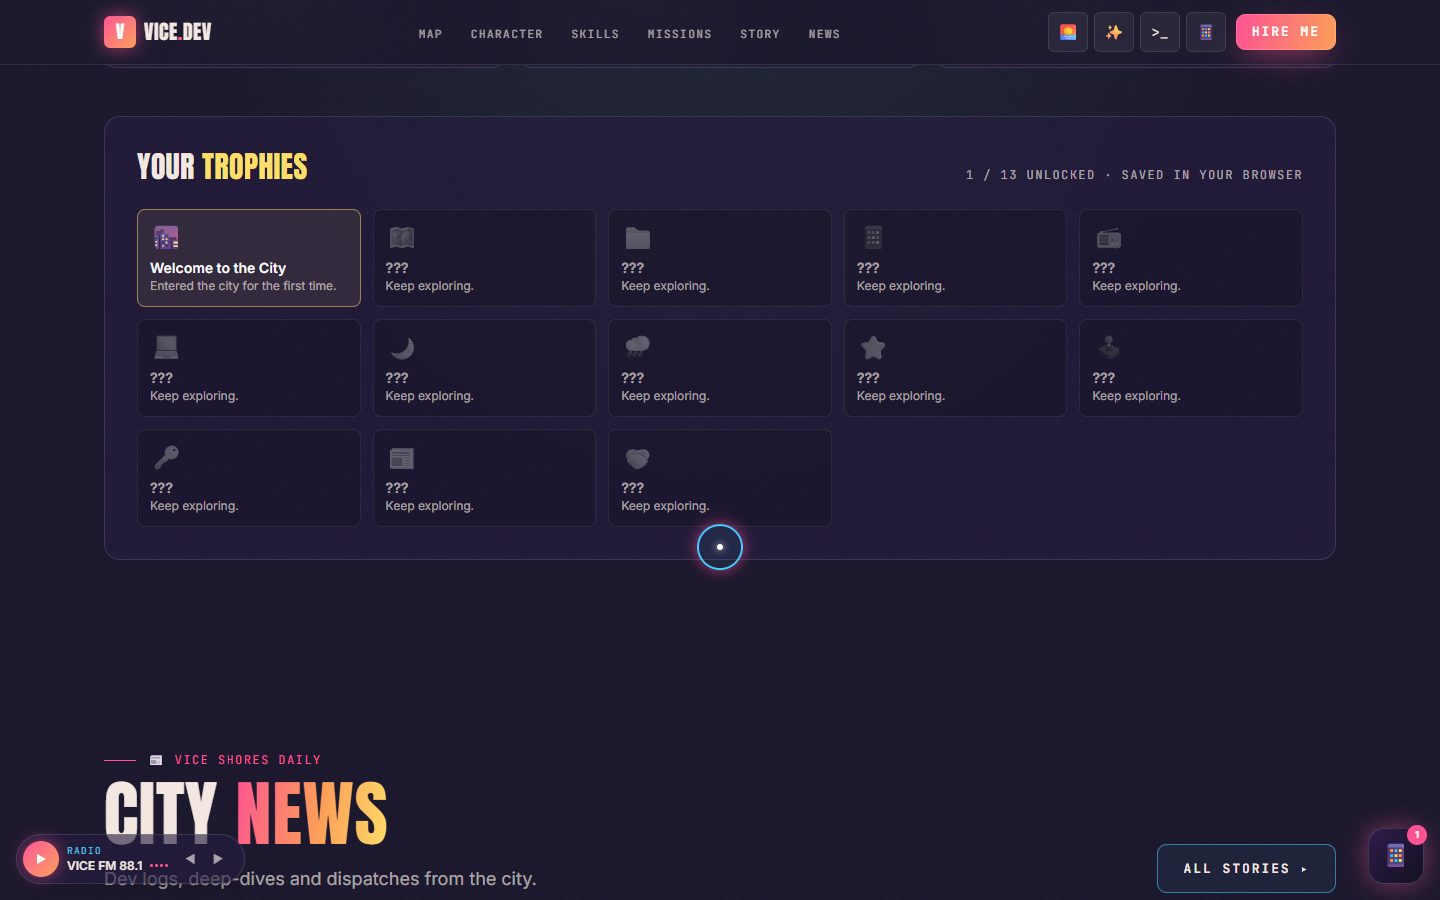 V VICE.DEV
MAP CHARACTER SKILLS MISSIONS STORY NEWS
>_
HIRE ME
YOUR TROPHIES
1 / 13 UNLOCKED · SAVED IN YOUR BROWSER
Welcome to the City
Entered the city for the first time.
???
Keep exploring.
???
Keep exploring.
???
Keep exploring.
???
Keep exploring.
???
Keep exploring.
???
Keep exploring.
???
Keep exploring.
???
Keep exploring.
???
Keep exploring.
???
Keep exploring.
???
Keep exploring.
???
Keep exploring.
VICE SHORES DAILY
CITY NEWS
Dev logs, deep-dives and dispatches from the city.
RADIO
VICE FM 88.1
ALL STORIES ▸
1